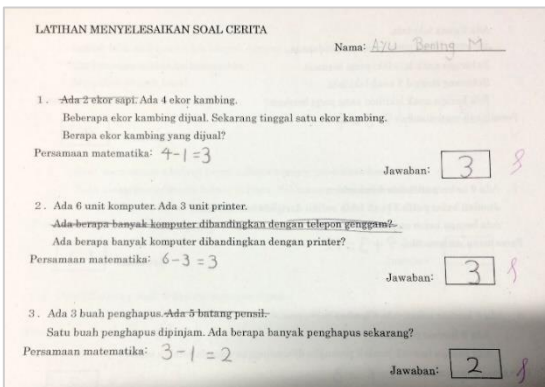 LATIHAN MENYELESAIKAN SOAL CERITA
Nama: Ayu Bening M.
1. Ada 2 ekor sapi. Ada 4 ekor kambing.
Beberapa ekor kambing dijual. Sekarang tinggal satu ekor kambing.
Berapa ekor kambing yang dijual?
Persamaan matematika: 4-1=3
Jawaban: 3
2. Ada 6 unit komputer. Ada 3 unit printer.
Ada berapa banyak komputer dibandingkan dengan telepon genggam?
Ada berapa banyak komputer dibandingkan dengan printer?
Persamaan matematika: 6-3=3
Jawaban: 3
3. Ada 3 buah penghapus. Ada 5 batang pensil.
Satu buah penghapus dipinjam. Ada berapa banyak penghapus sekarang?
Persamaan matematika: 3-1=2
Jawaban: 2